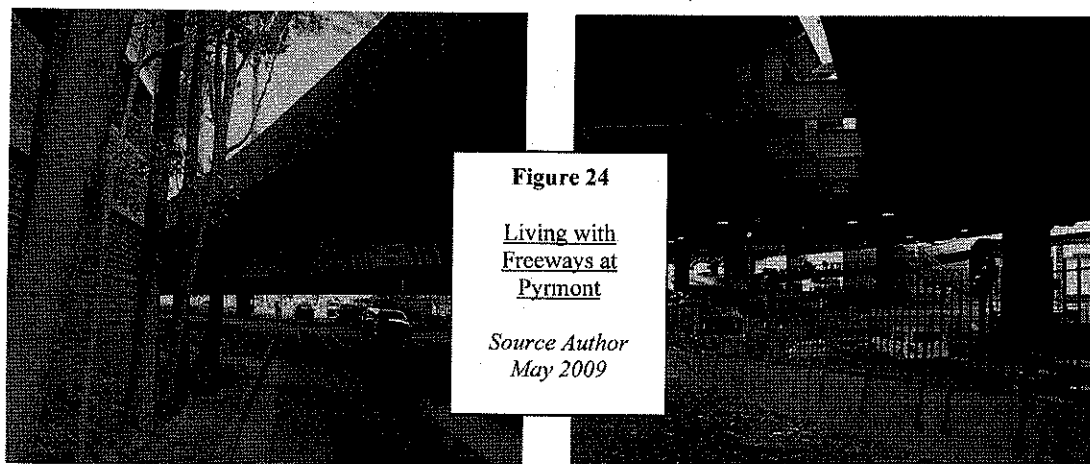 Figure 24
Living with
Freeways at
Pyrmont
Source Author
May 2009